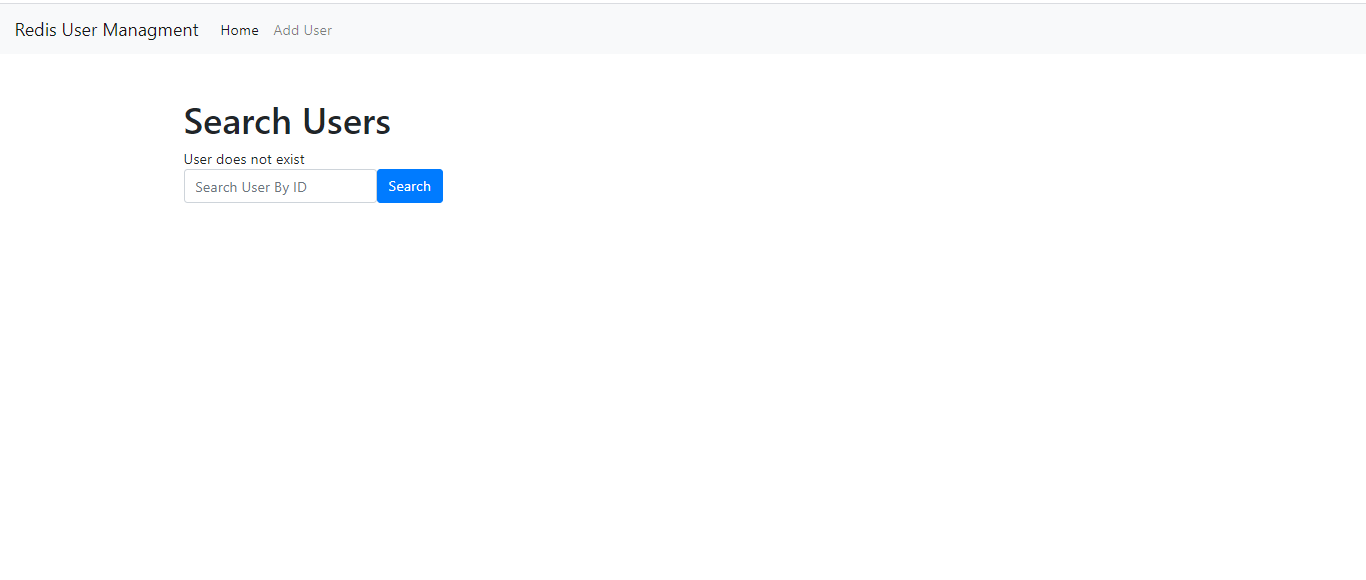 Redis User Managment Home Add User
Search Users
User does not exist
Search User By ID Search